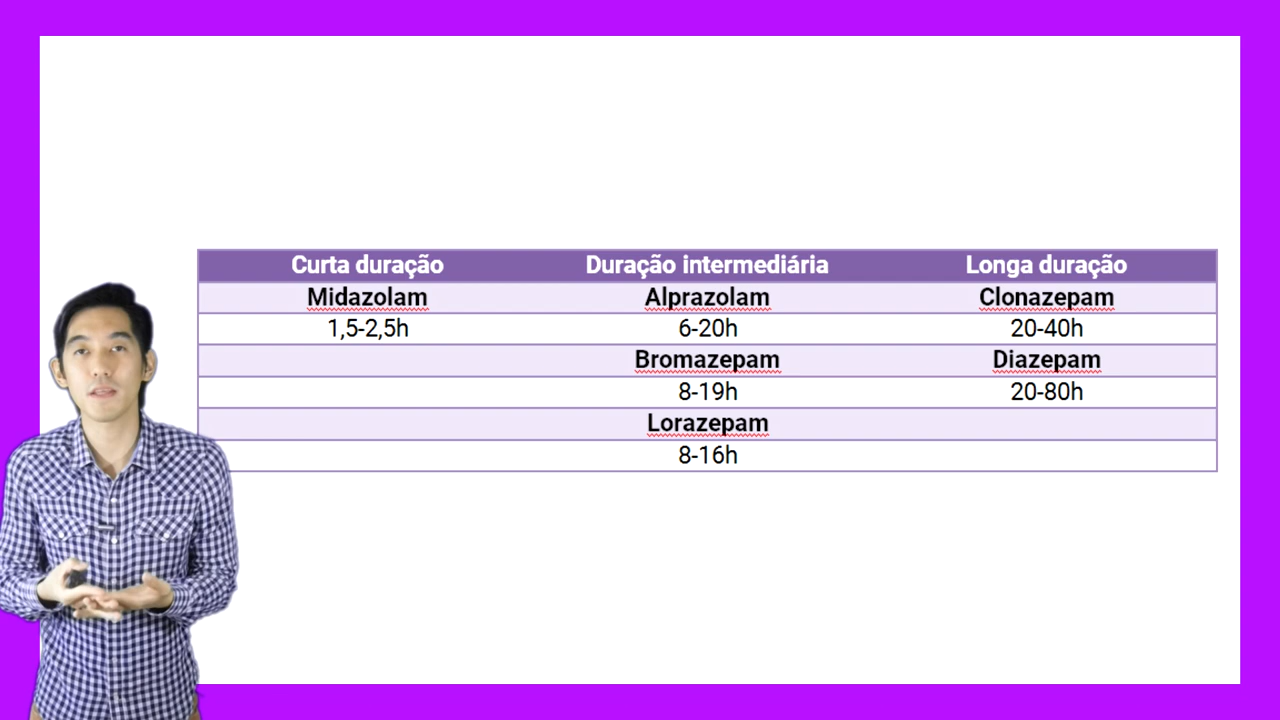 Curta duração Duração intermediária Longa duração
Midazolam Alprazolam Clonazepam
1,5-2,5h 6-20h 20-40h
Bromazepam Diazepam
8-19h 20-80h
Lorazepam
8-16h